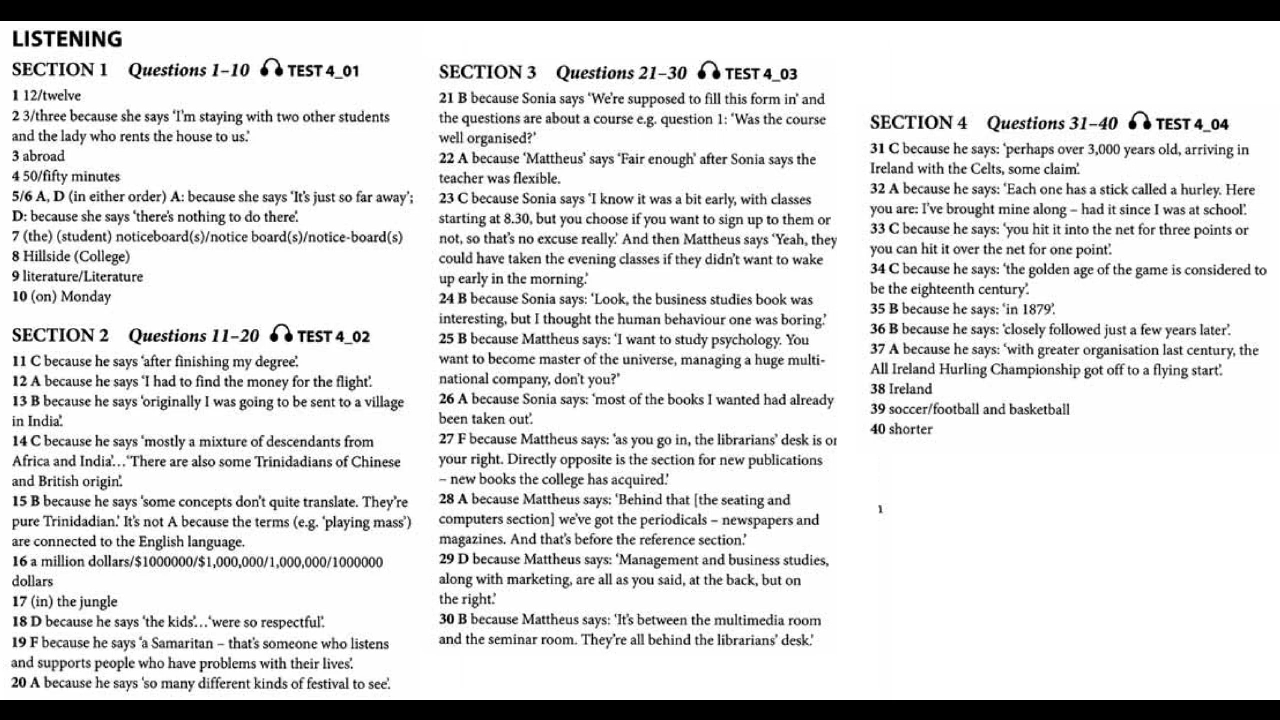 LISTENING
SECTION 1 Questions 1–10 TEST 4_01
1 12/twelve
2 3/three because she says ‘I’m staying with two other students
and the lady who rents the house to us.’
3 abroad
4 50/fifty minutes
5/6 A, D (in either order) A: because she says ‘It’s just so far away’;
D: because she says ‘there’s nothing to do there’.
7 (the) (student) noticeboard(s)/notice board(s)/notice-board(s)
8 Hillside (College)
9 literature/Literature
10 (on) Monday
SECTION 2 Questions 11–20 TEST 4_02
11 C because he says ‘after finishing my degree’.
12 A because he says ‘I had to find the money for the flight’.
13 B because he says ‘originally I was going to be sent to a village
in India’.
14 C because he says ‘mostly a mixture of descendants from
Africa and India’…‘There are also some Trinidadians of Chinese
and British origin’.
15 B because he says ‘some concepts don’t quite translate. They’re
pure Trinidadian.’ It’s not A because the terms (e.g. ‘playing mass’)
are connected to the English language.
16 a million dollars/$1000000/$1,000,000/1,000,000/1000000
dollars
17 (in) the jungle
18 D because he says ‘the kids’…‘were so respectful’.
19 F because he says ‘a Samaritan – that’s someone who listens
and supports people who have problems with their lives’.
20 A because he says ‘so many different kinds of festival to see’.
SECTION 3 Questions 21–30 TEST 4_03
21 B because Sonia says ‘We’re supposed to fill this form in’ and
the questions are about a course e.g. question 1: ‘Was the course
well organised?’
22 A because ‘Mattheus’ says ‘Fair enough’ after Sonia says the
teacher was flexible.
23 C because Sonia says ‘I know it was a bit early, with classes
starting at 8.30, but you choose if you want to sign up to them or
not, so that’s no excuse really.’ And then Mattheus says ‘Yeah, they
could have taken the evening classes if they didn’t want to wake
up early in the morning.’
24 B because Sonia says: ‘Look, the business studies book was
interesting, but I thought the human behaviour one was boring.’
25 B because Mattheus says: ‘I want to study psychology. You
want to become master of the universe, managing a huge multi-
national company, don’t you?’
26 A because Sonia says: ‘most of the books I wanted had already
been taken out’.
27 F because Mattheus says: ‘as you go in, the librarians’ desk is or
your right. Directly opposite is the section for new publications
– new books the college has acquired.’
28 A because Mattheus says: ‘Behind that [the seating and
computers section] we’ve got the periodicals – newspapers and
magazines. And that’s before the reference section.’
29 D because Mattheus says: ‘Management and business studies,
along with marketing, are all as you said, at the back, but on
the right.’
30 B because Mattheus says: ‘It’s between the multimedia room
and the seminar room. They’re all behind the librarians’ desk.’
SECTION 4 Questions 31–40 TEST 4_04
31 C because he says: ‘perhaps over 3,000 years old, arriving in
Ireland with the Celts, some claim’.
32 A because he says: ‘Each one has a stick called a hurley. Here
you are: I’ve brought mine along – had it since I was at school’.
33 C because he says: ‘you hit it into the net for three points or
you can hit it over the net for one point’.
34 C because he says: ‘the golden age of the game is considered to
be the eighteenth century’.
35 B because he says: ‘in 1879’.
36 B because he says: ‘closely followed just a few years later’.
37 A because he says: ‘with greater organisation last century, the
All Ireland Hurling Championship got off to a flying start’.
38 Ireland
39 soccer/football and basketball
40 shorter
1